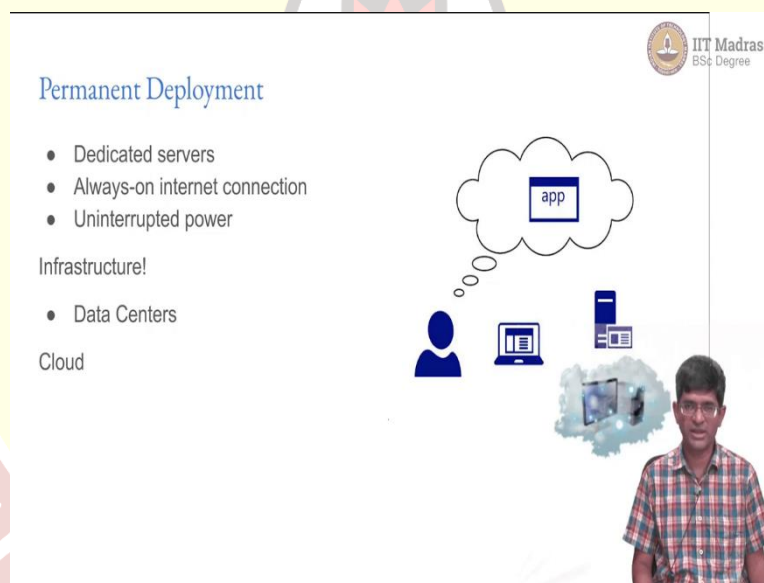 IIT Madras
BSc Degree
Permanent Deployment
● Dedicated servers
● Always-on internet connection
● Uninterrupted power
Infrastructure!
● Data Centers
Cloud
app